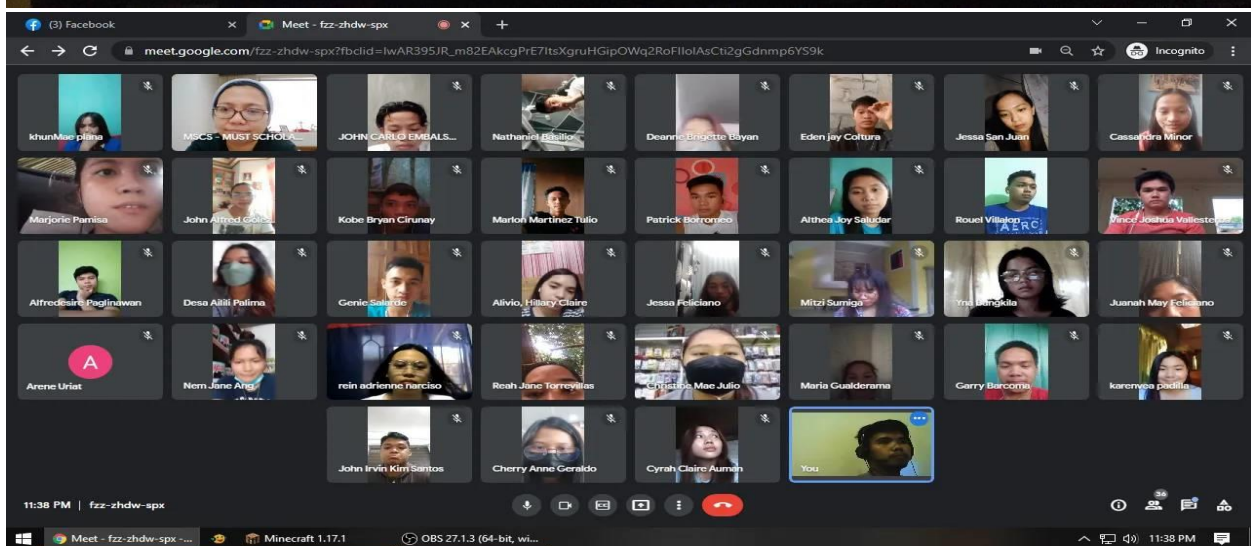 (3) Facebook
Meet - fzz-zhdw-spx
meet.google.com/fzz-zhdw-spx?fbclid=IwAR395JR_m82EAkcgPrE7ItsXgruHGipOWq2RoFIIoIAsCti2gGdnmp6YS9k
Incognito
khunMae plana
MSCS - MUST SCHOLA...
JOHN CARLO EMBALS...
Nathaniel Basilio
Deanne Brigette Bayan
Eden jay Coltura
Jessa San Juan
Cassandra Minor
Marjorie Pamisa
John Alfred
Kobe Bryan Cirunay
Marlon Martinez Tulio
Patrick Borromeo
Althea Joy Saludar
Rouel Villalon
AERC
Vince Joshua
Alfredesire Paglinawan
Desa Ailili Palima
Genie Salarde
Alivio, Hillary Claire
Jessa Feliciano
Mitzi Sumiga
Yna Dangkila
Juanah May Feliciano
A
Arene Uriat
Nem Jane Ang
rein adrienne narciso
Reah Jane Torrevillas
Christine Mae Julio
Maria Gualderama
Garry Barcoma
karenvea padilla
John Irvin Kim Santos
Cherry Anne Geraldo
Cyrah Claire Auman
You
11:38 PM | fzz-zhdw-spx
36
Meet - fzz-zhdw-spx -...
Minecraft 1.17.1
OBS 27.1.3 (64-bit, wi...
11:38 PM